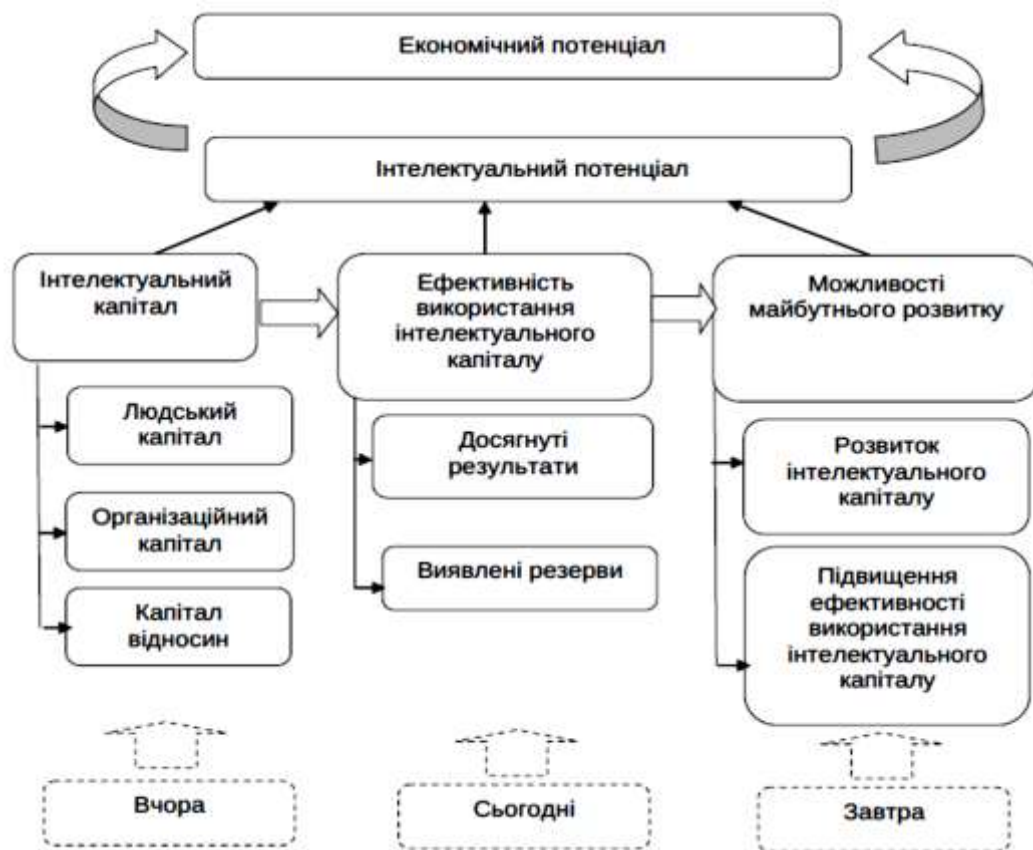 Економічний потенціал
Інтелектуальний потенціал
Інтелектуальний
капітал
Людський
капітал
Організаційний
капітал
Капітал
відносин
Ефективність
використання
інтелектуального
капіталу
Досягнуті
результати
Виявлені резерви
Можливості
майбутнього розвитку
Розвиток
інтелектуального
капіталу
Підвищення
ефективності
використання
інтелектуального
капіталу
Вчора
Сьогодні
Завтра